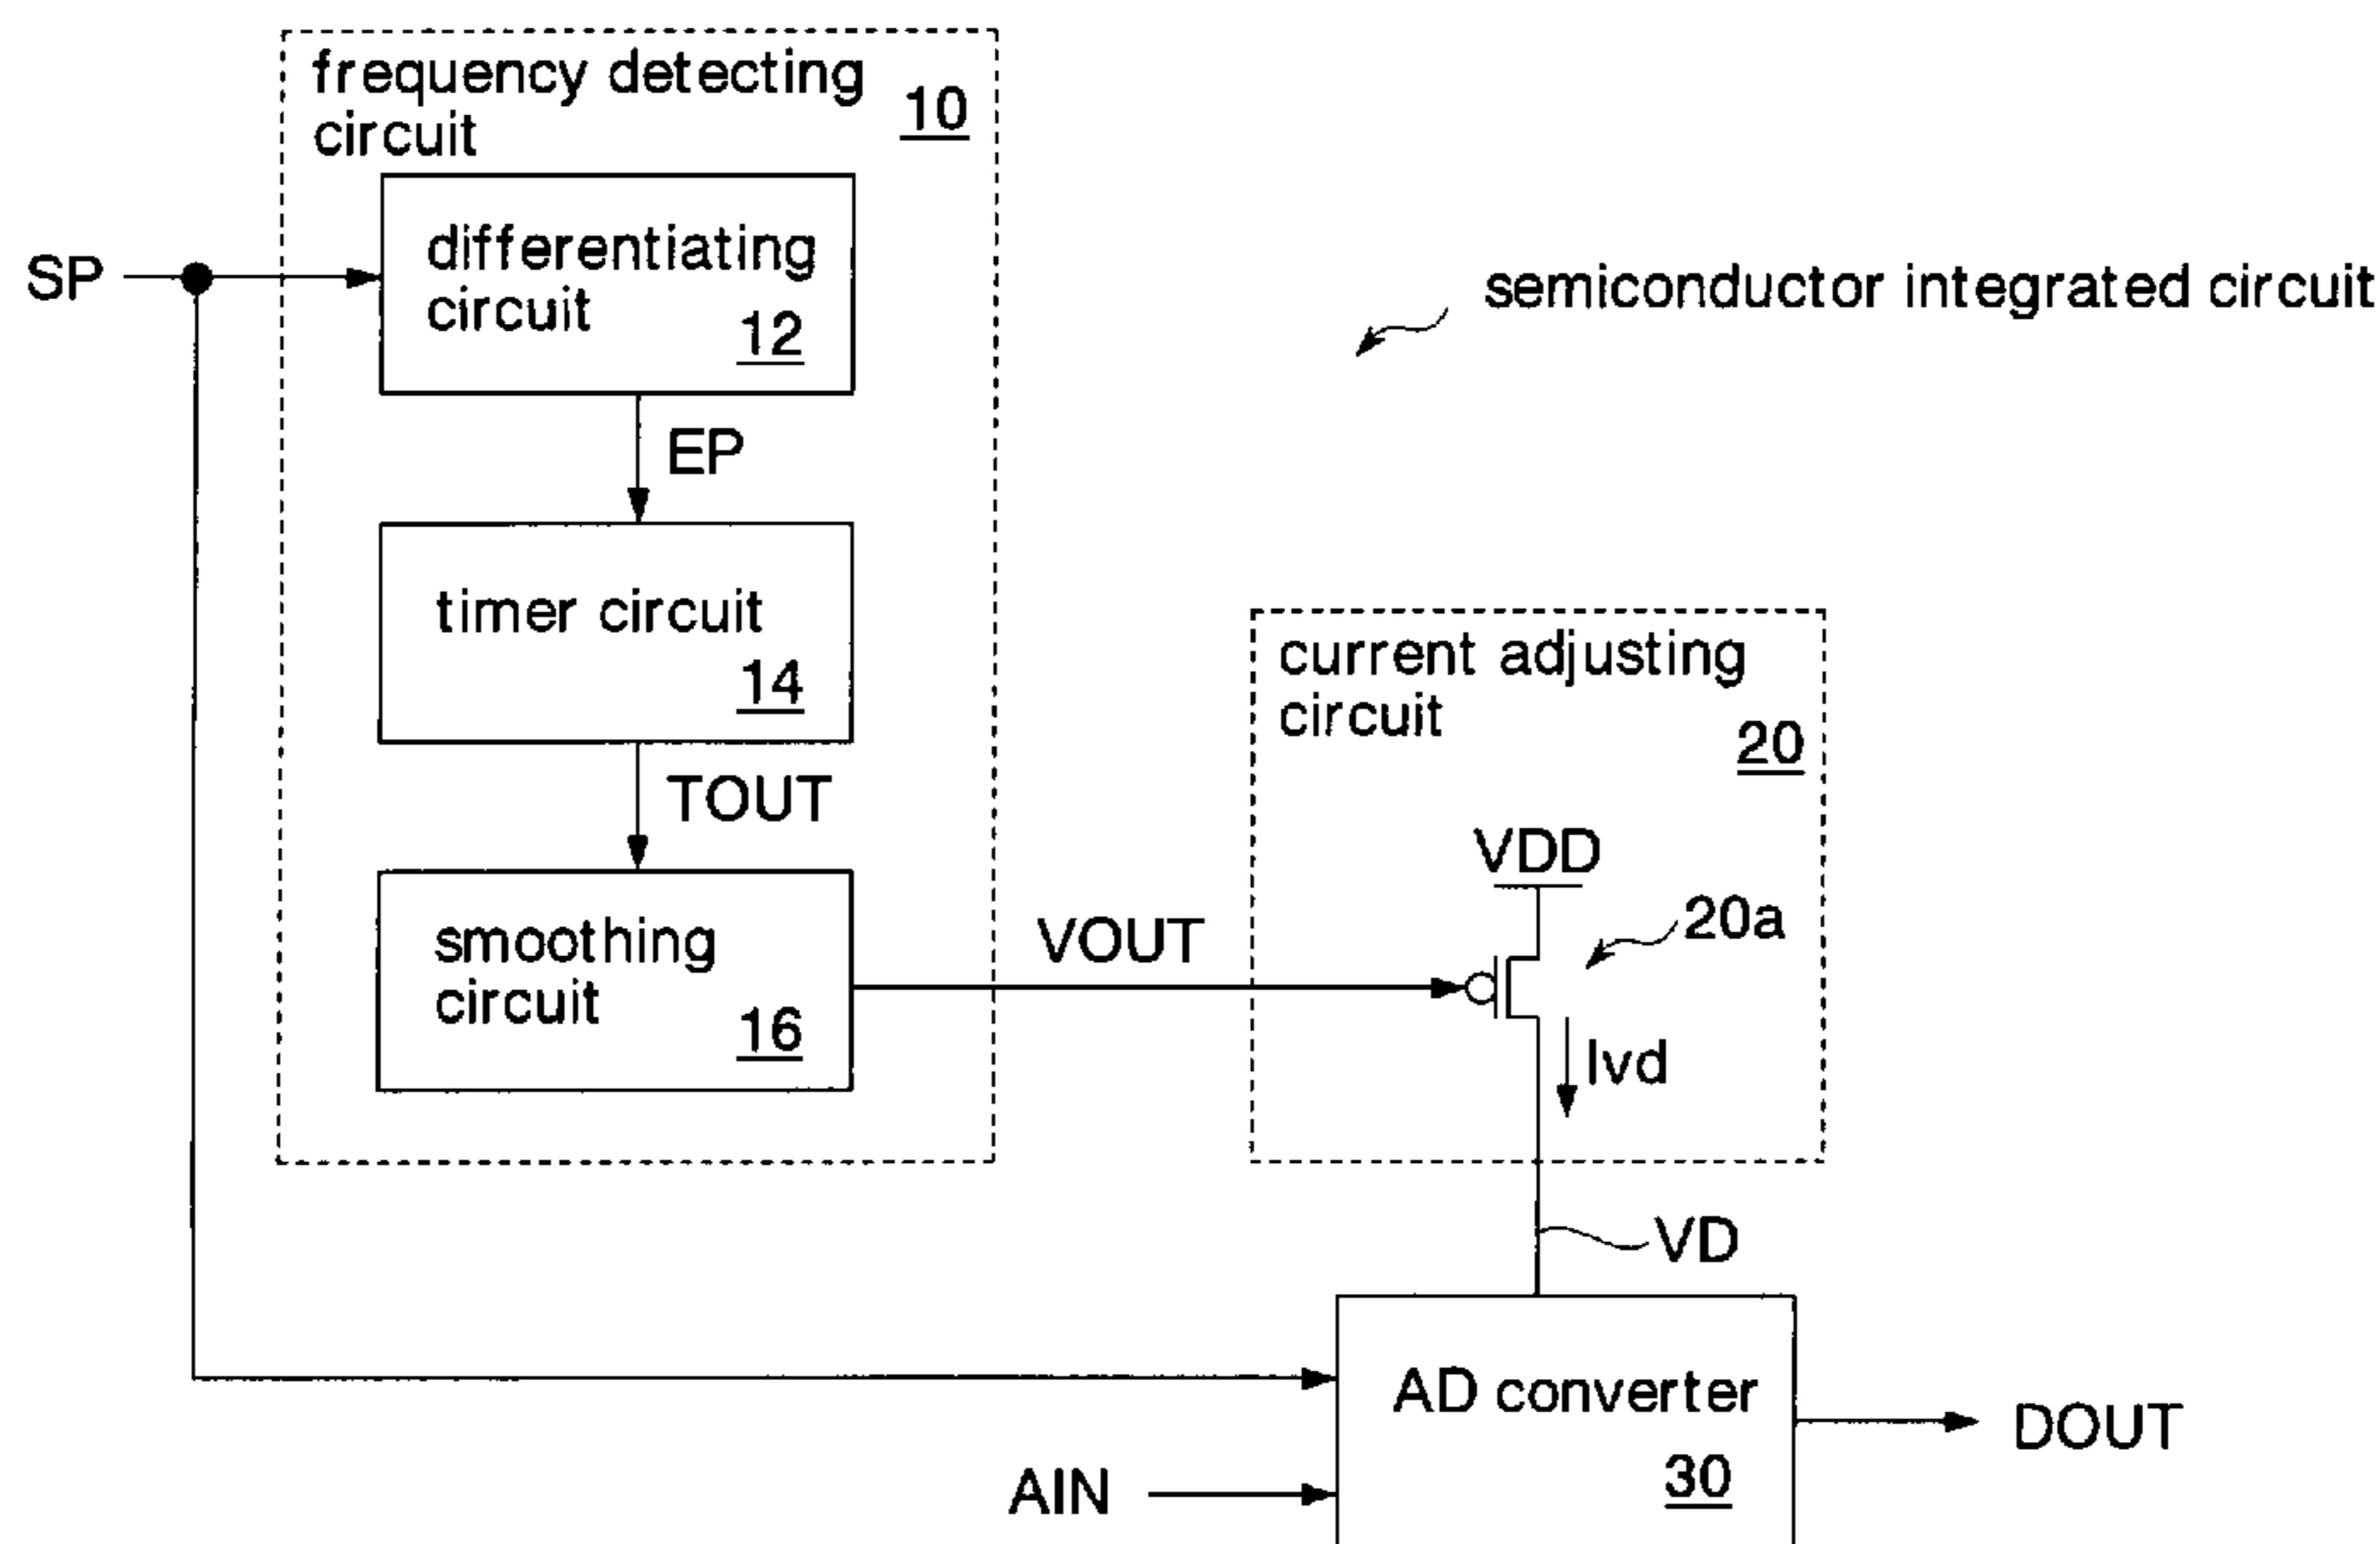 frequency detecting
circuit
10
SP
differentiating
circuit
12
semiconductor integrated circuit
EP
timer circuit
14
TOUT
smoothing
circuit
16
VOUT
current adjusting
circuit
20
VDD
20a
Ivd
VD
AD converter
30
AIN
DOUT